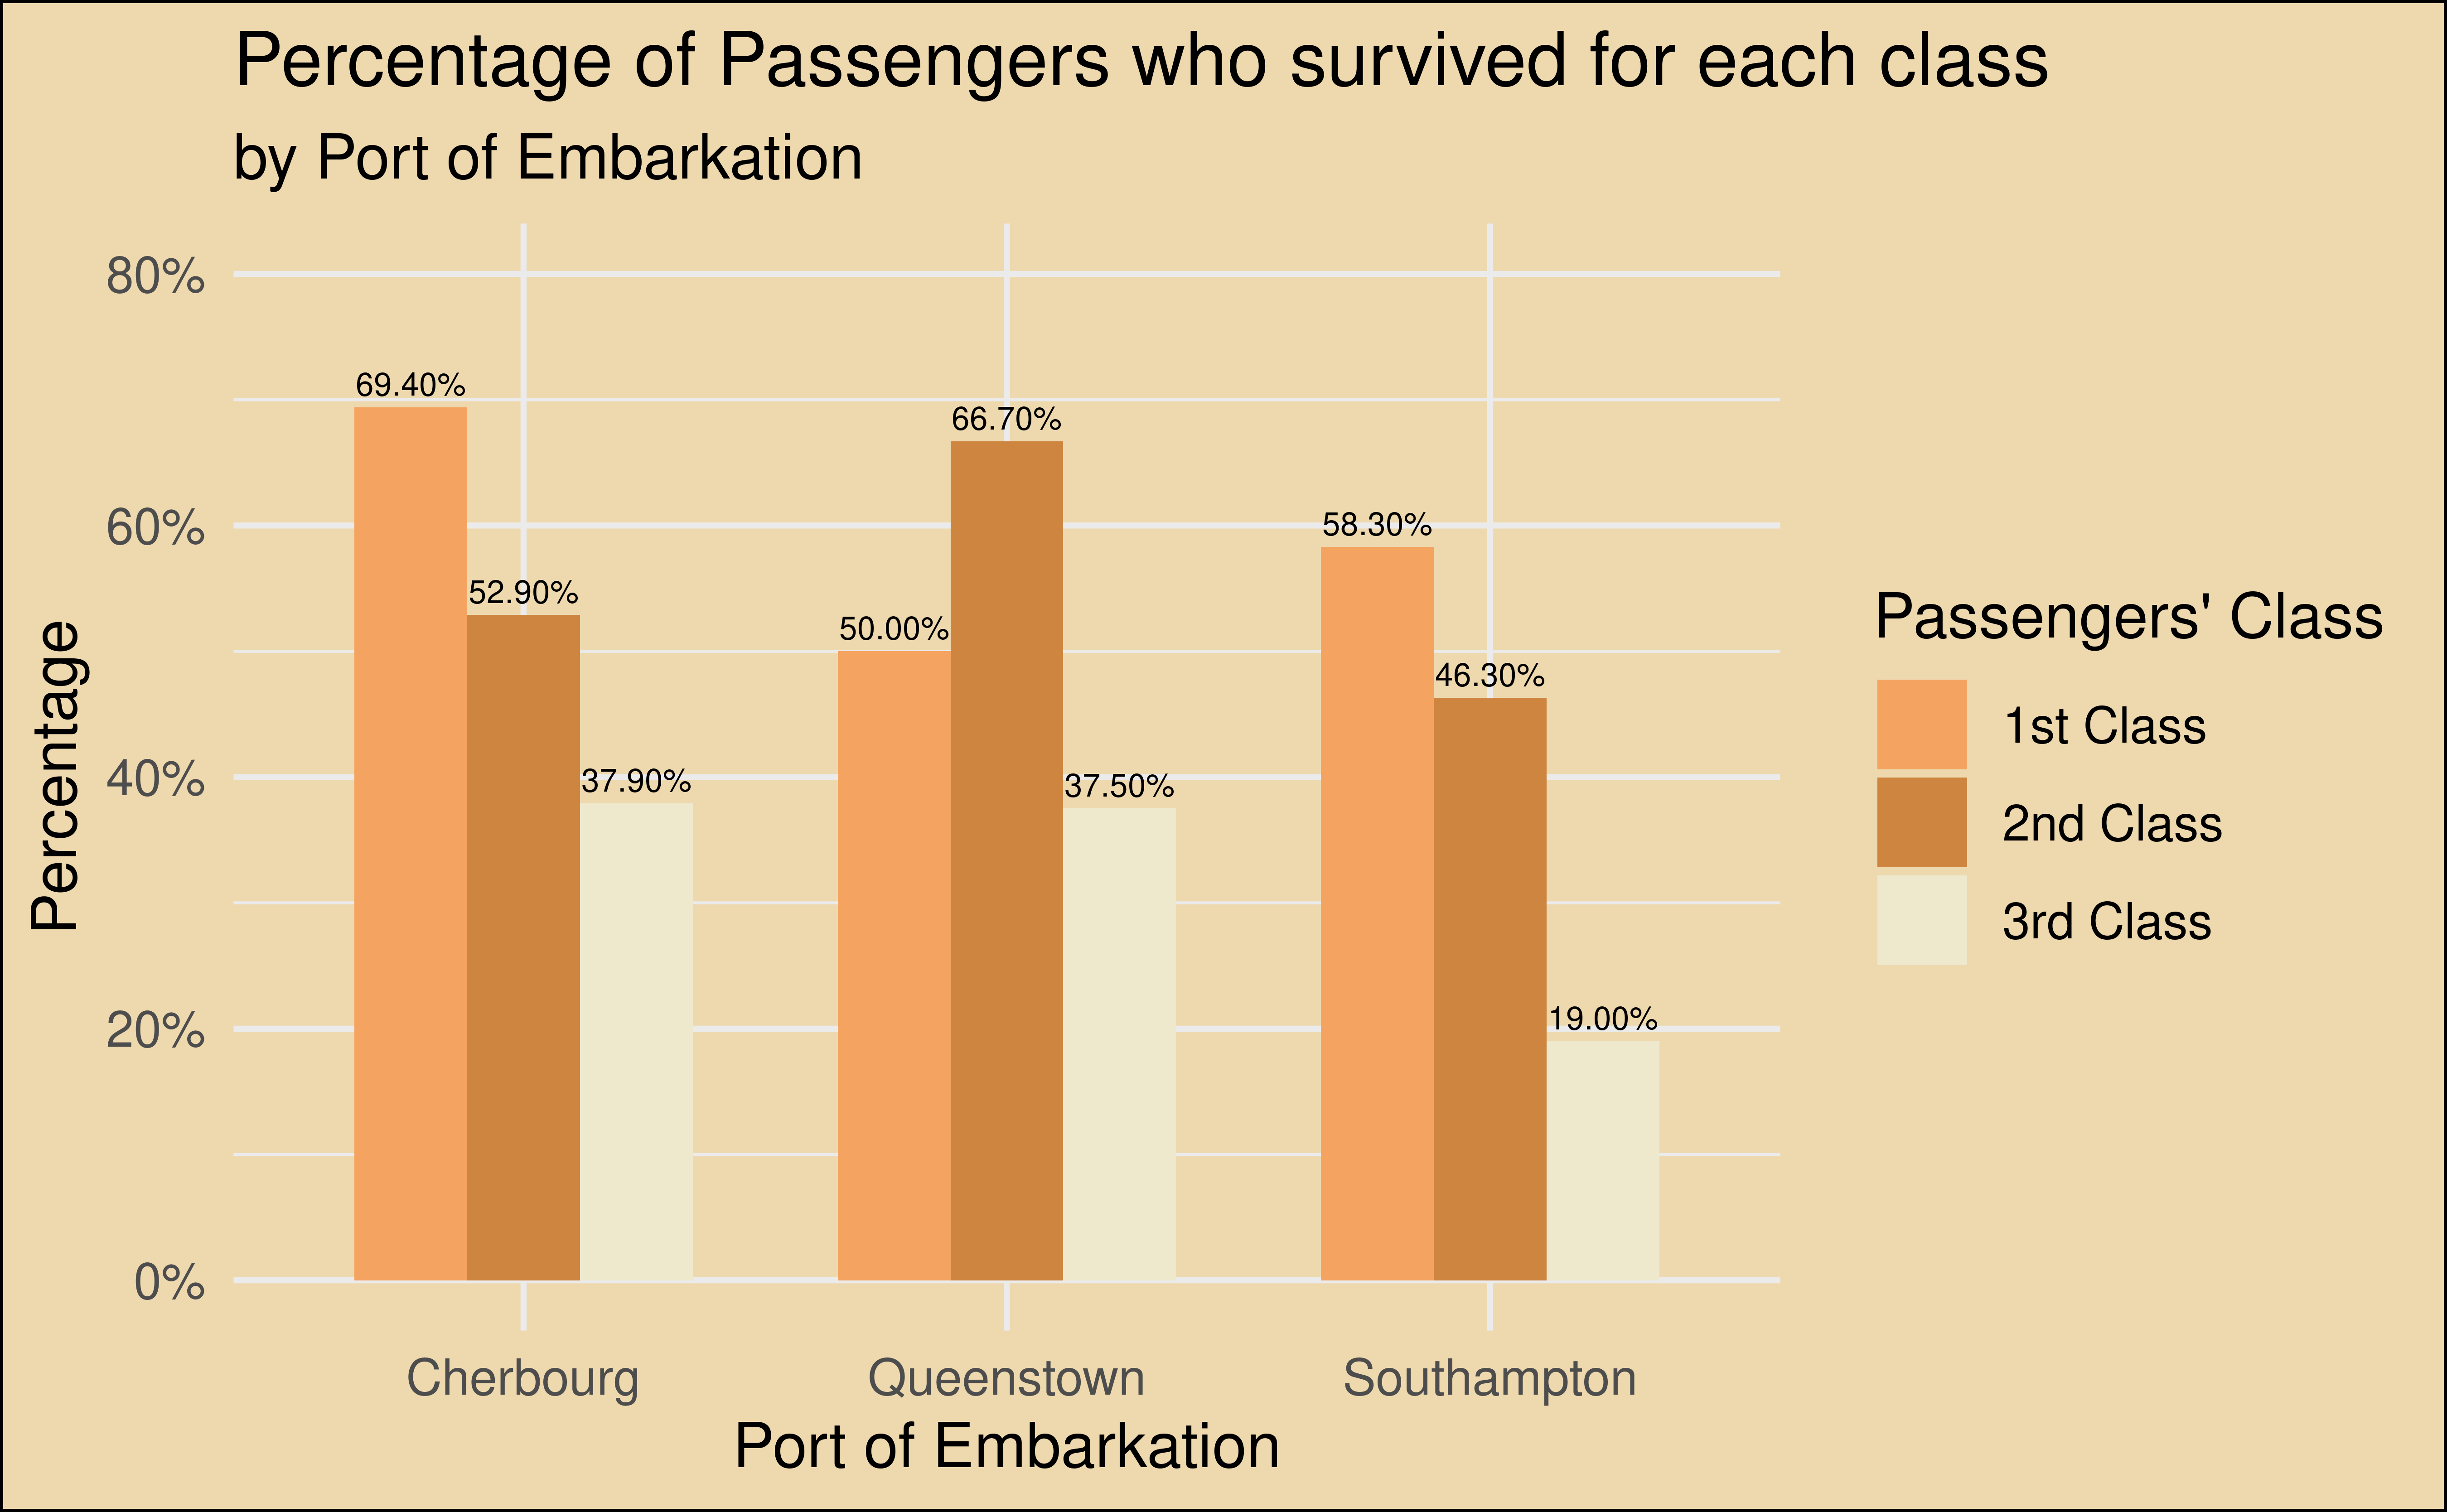 Percentage of Passengers who survived for each class
by Port of Embarkation
80%
60%
40%
20%
0%
Percentage
69.40%
52.90%
37.90%
50.00%
66.70%
37.50%
58.30%
46.30%
19.00%
Cherbourg
Queenstown
Southampton
Port of Embarkation
Passengers' Class
1st Class
2nd Class
3rd Class